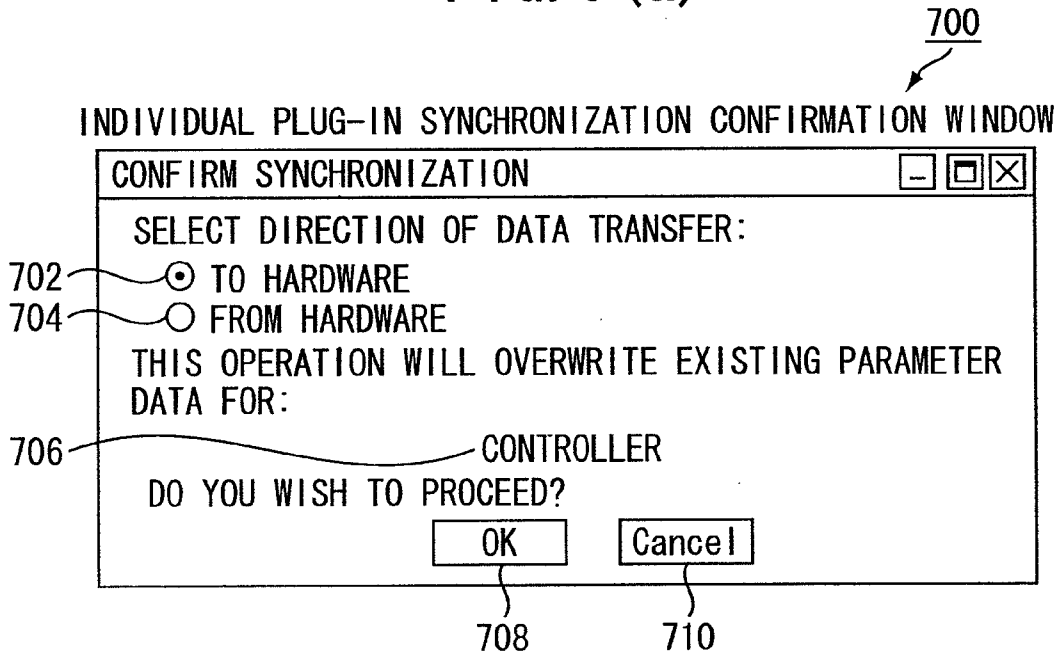 700
INDIVIDUAL PLUG-IN SYNCHRONIZATION CONFIRMATION WINDOW
CONFIRM SYNCHRONIZATION
SELECT DIRECTION OF DATA TRANSFER:
702 TO HARDWARE
704 FROM HARDWARE
THIS OPERATION WILL OVERWRITE EXISTING PARAMETER
DATA FOR:
706 CONTROLLER
DO YOU WISH TO PROCEED?
OK Cancel
708 710